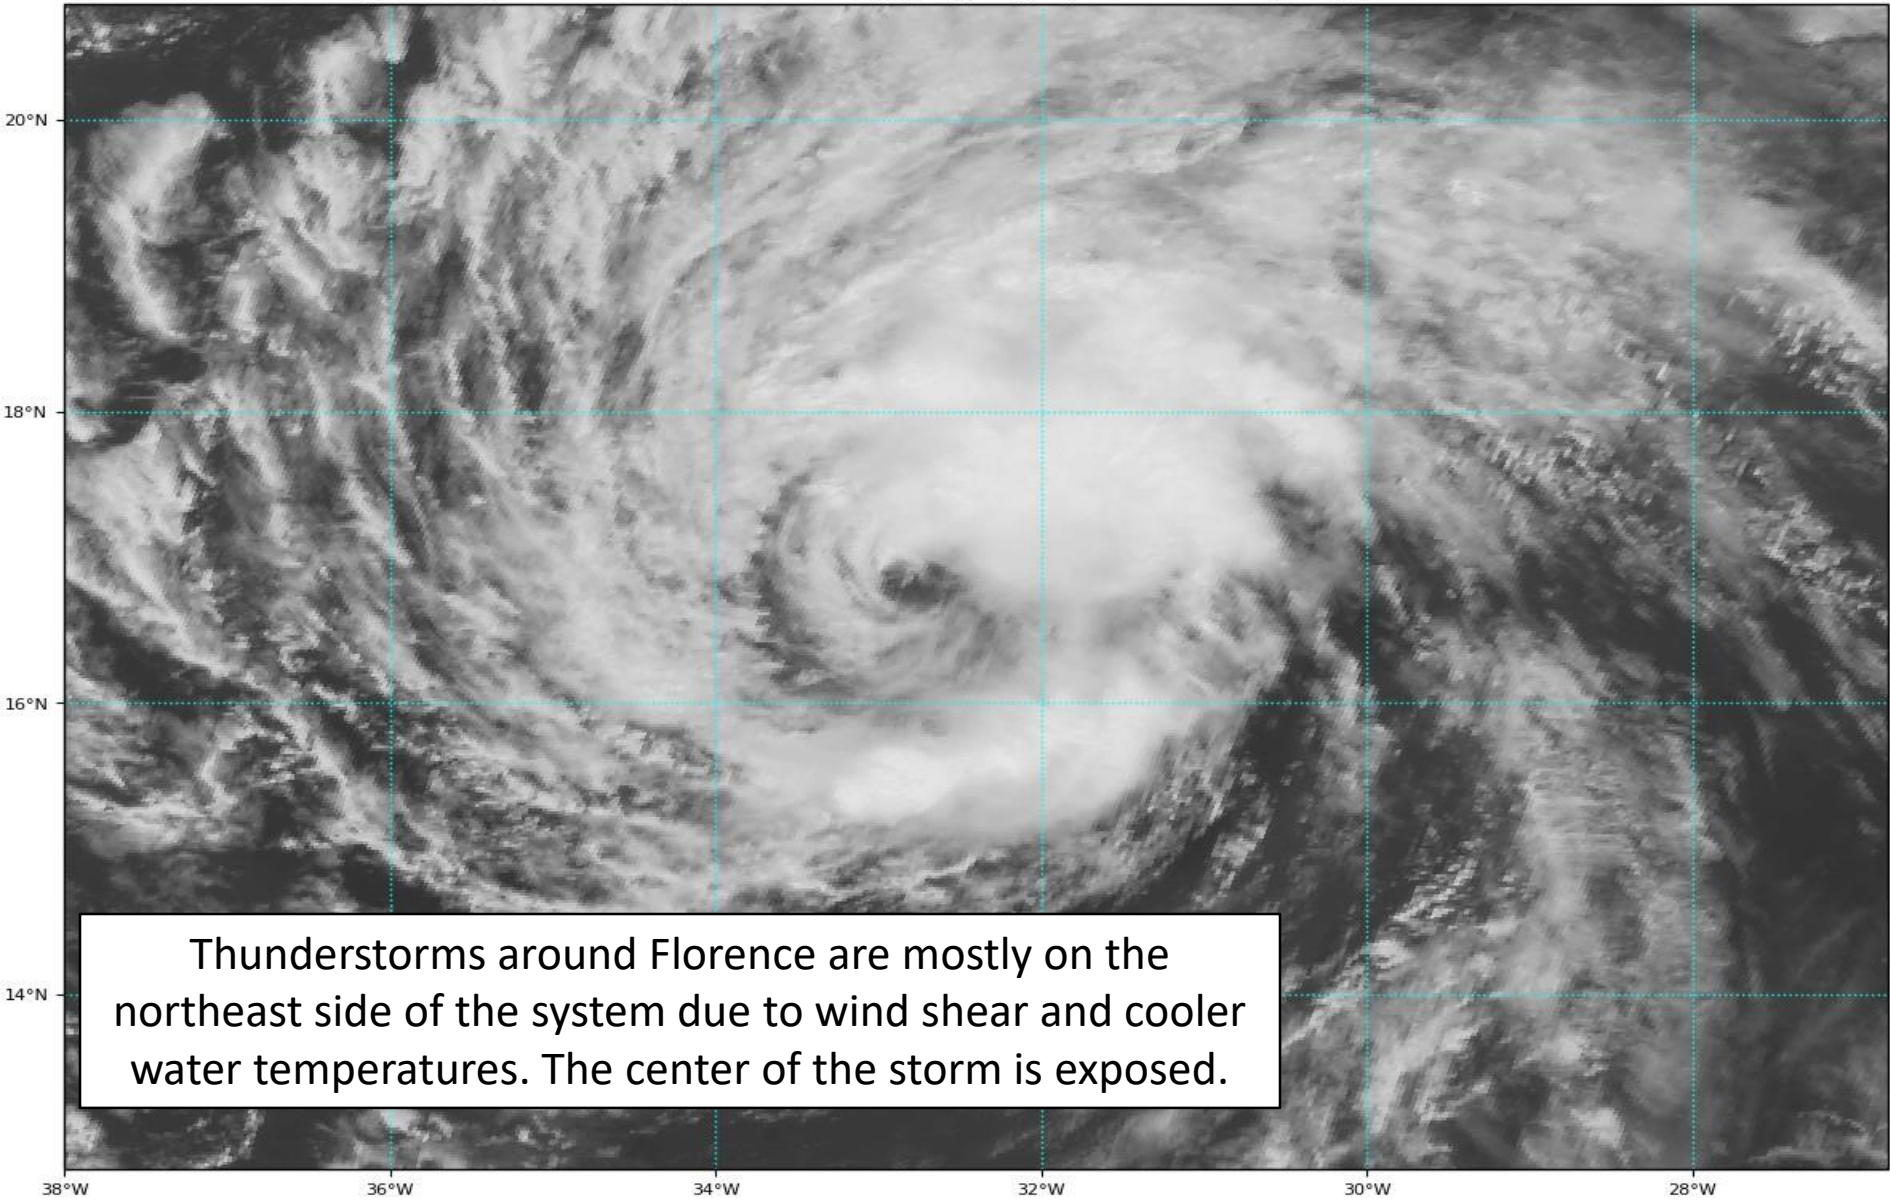 20°N
18°N
16°N
14°N
Thunderstorms around Florence are mostly on the
northeast side of the system due to wind shear and cooler
water temperatures. The center of the storm is exposed.
38°W
36°W
34°W
32°W
30°W
28°W